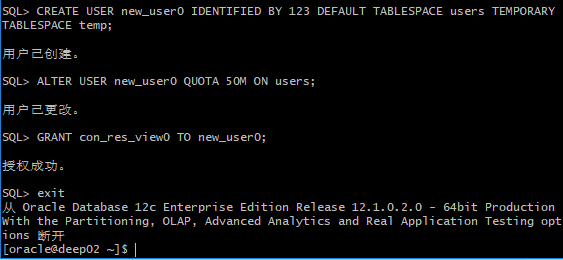 SQL> CREATE USER new_user0 IDENTIFIED BY 123 DEFAULT TABLESPACE users TEMPORARY
TABLESPACE temp;
用户已创建。
SQL> ALTER USER new_user0 QUOTA 50M ON users;
用户已更改。
SQL> GRANT con_res_view0 TO new_user0;
授权成功。
SQL> exit
从 Oracle Database 12c Enterprise Edition Release 12.1.0.2.0 - 64bit Production
With the Partitioning, OLAP, Advanced Analytics and Real Application Testing opt
ions 断开
[oracle@deep02 ~]$